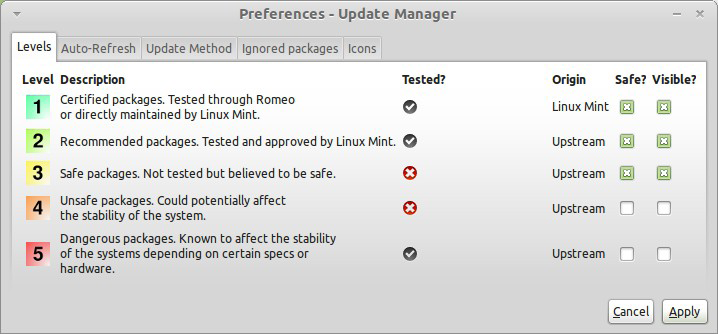 Preferences - Update Manager
Levels Auto-Refresh Update Method Ignored packages Icons
Level Description Tested? Origin Safe? Visible?
1 Certified packages. Tested through Romeo
or directly maintained by Linux Mint. Linux Mint
2 Recommended packages. Tested and approved by Linux Mint. Upstream
3 Safe packages. Not tested but believed to be safe. Upstream
4 Unsafe packages. Could potentially affect
the stability of the system. Upstream
5 Dangerous packages. Known to affect the stability
of the systems depending on certain specs or
hardware. Upstream
Cancel Apply